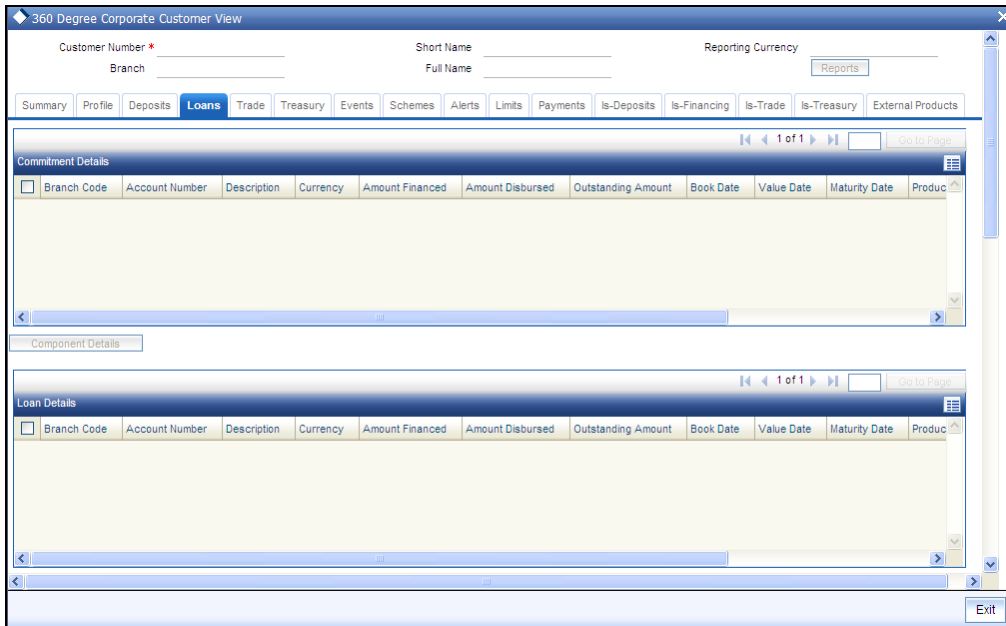 360 Degree Corporate Customer View
Customer Number * Short Name Reporting Currency
Branch Full Name Reports
Summary Profile Deposits Loans Trade Treasury Events Schemes Alerts Limits Payments Is-Deposits Is-Financing Is-Trade Is-Treasury External Products
1 of 1 Go to Page
Commitment Details
Branch Code Account Number Description Currency Amount Financed Amount Disbursed Outstanding Amount Book Date Value Date Maturity Date Produc
Component Details
1 of 1 Go to Page
Loan Details
Branch Code Account Number Description Currency Amount Financed Amount Disbursed Outstanding Amount Book Date Value Date Maturity Date Produc
Exit